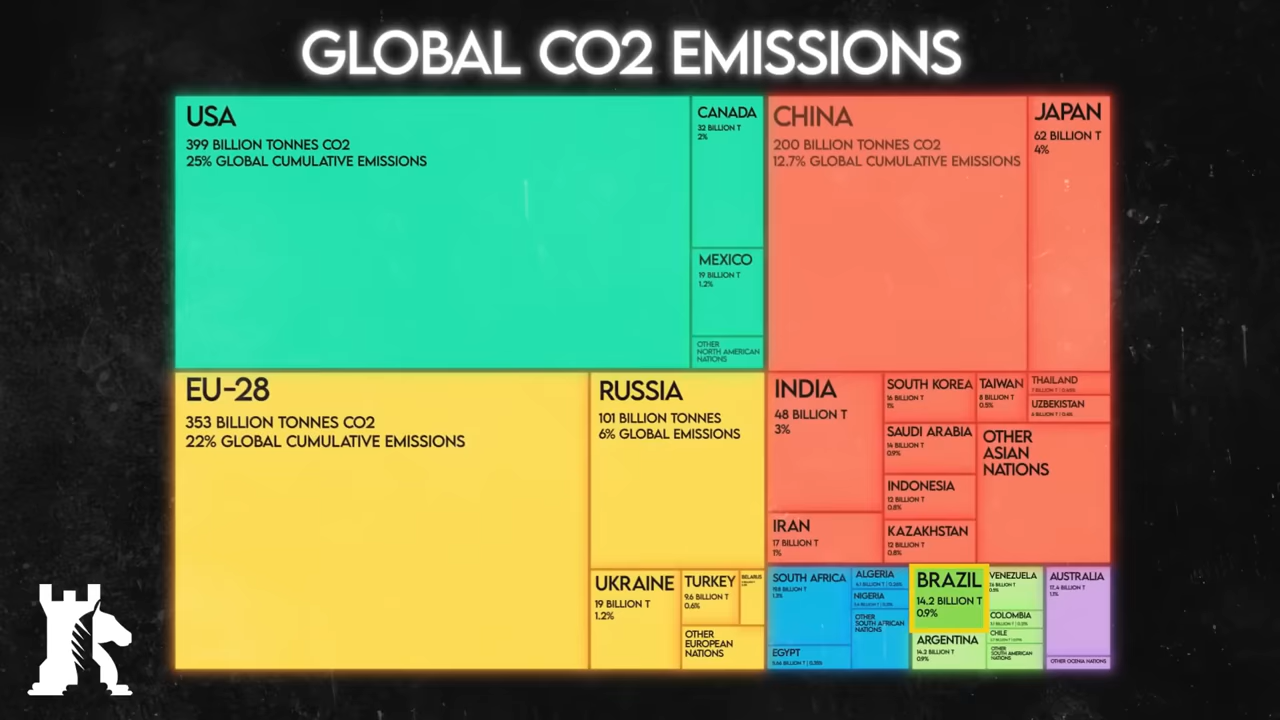 GLOBAL CO2 EMISSIONS
USA
399 BILLION TONNES CO2
25% GLOBAL CUMULATIVE EMISSIONS
CANADA
32 BILLION T
2%
MEXICO
19 BILLION T
1.2%
OTHER
NORTH AMERICAN
NATIONS
CHINA
200 BILLION TONNES CO2
12.7% GLOBAL CUMULATIVE EMISSIONS
JAPAN
62 BILLION T
4%
EU-28
353 BILLION TONNES CO2
22% GLOBAL CUMULATIVE EMISSIONS
RUSSIA
101 BILLION TONNES
6% GLOBAL EMISSIONS
UKRAINE
19 BILLION T
1.2%
TURKEY
9.6 BILLION T
0.6%
BELARUS
OTHER
EUROPEAN
NATIONS
INDIA
48 BILLION T
3%
IRAN
17 BILLION T
1%
SOUTH KOREA
16 BILLION T
1%
TAIWAN
8 BILLION T
0.5%
THAILAND
UZBEKISTAN
SAUDI ARABIA
14 BILLION T
0.9%
INDONESIA
12 BILLION T
0.8%
KAZAKHSTAN
12 BILLION T
0.8%
OTHER
ASIAN
NATIONS
SOUTH AFRICA
19.8 BILLION T
1.3%
EGYPT
ALGERIA
NIGERIA
OTHER
NATIONS
BRAZIL
14.2 BILLION T
0.9%
ARGENTINA
VENEZUELA
COLOMBIA
CHILE
OTHER
SOUTH AMERICAN
NATIONS
AUSTRALIA
17.4 BILLION T
1.1%
OTHER OCENIA NATIONS